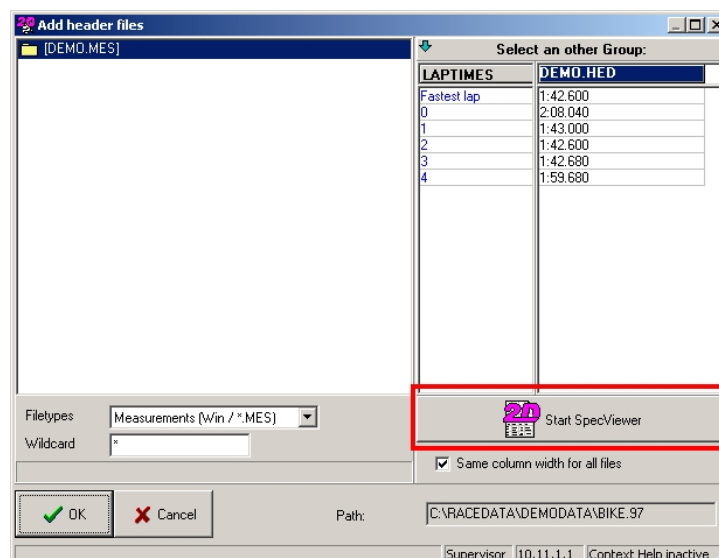 2D Add header files
[DEMO.MES]
Select an other Group:
LAPTIMES DEMO.HED
Fastest lap 1:42.600
0 2:08.040
1 1:43.000
2 1:42.600
3 1:42.680
4 1:59.680
Filetypes Measurements (Win / *.MES)
Wildcard *
2D Start SpecViewer
Same column width for all files
OK Cancel Path: C:\RACEDATA\DEMODATA\BIKE.97
Supervisor 10.11.1.1 Context Help inactive